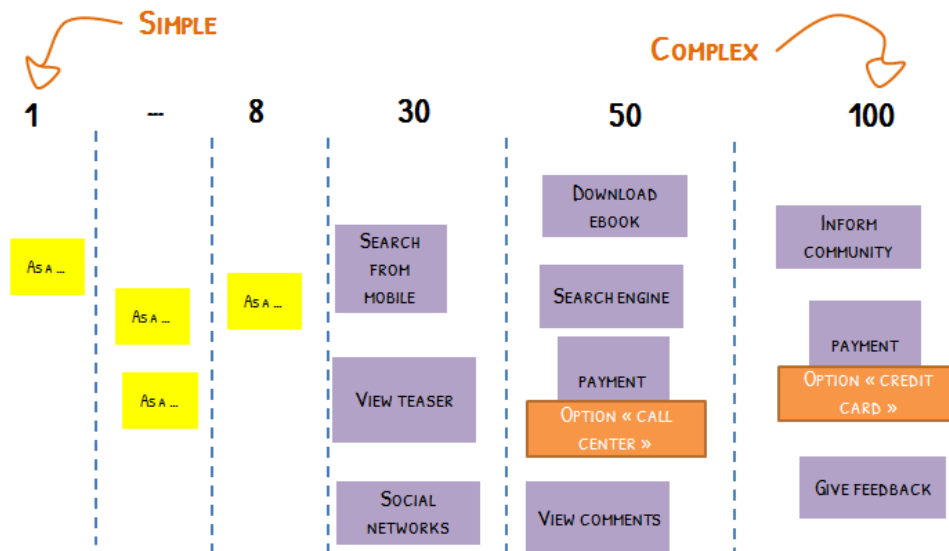 Simple
Complex
1
---
8
30
50
100
As a ...
As a ...
As a ...
As a ...
Search
from
mobile
View teaser
Social
networks
Download
ebook
Search engine
payment
Option « call
center »
View comments
Inform
community
payment
Option « credit
card »
Give feedback